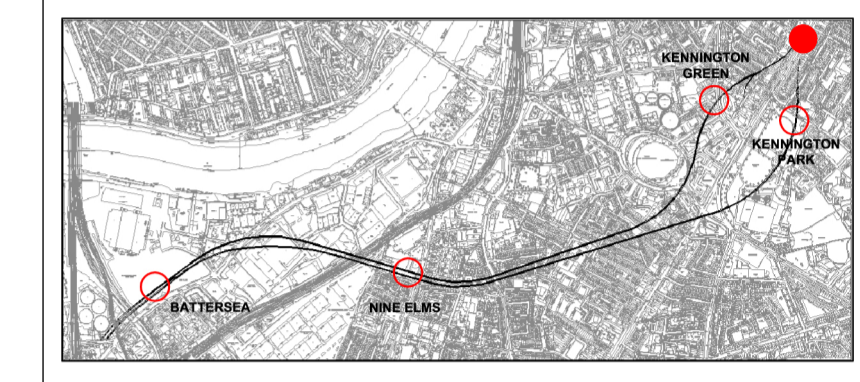 KENNINGTON
GREEN
KENNINGTON
PARK
BATTERSEA
NINE ELMS